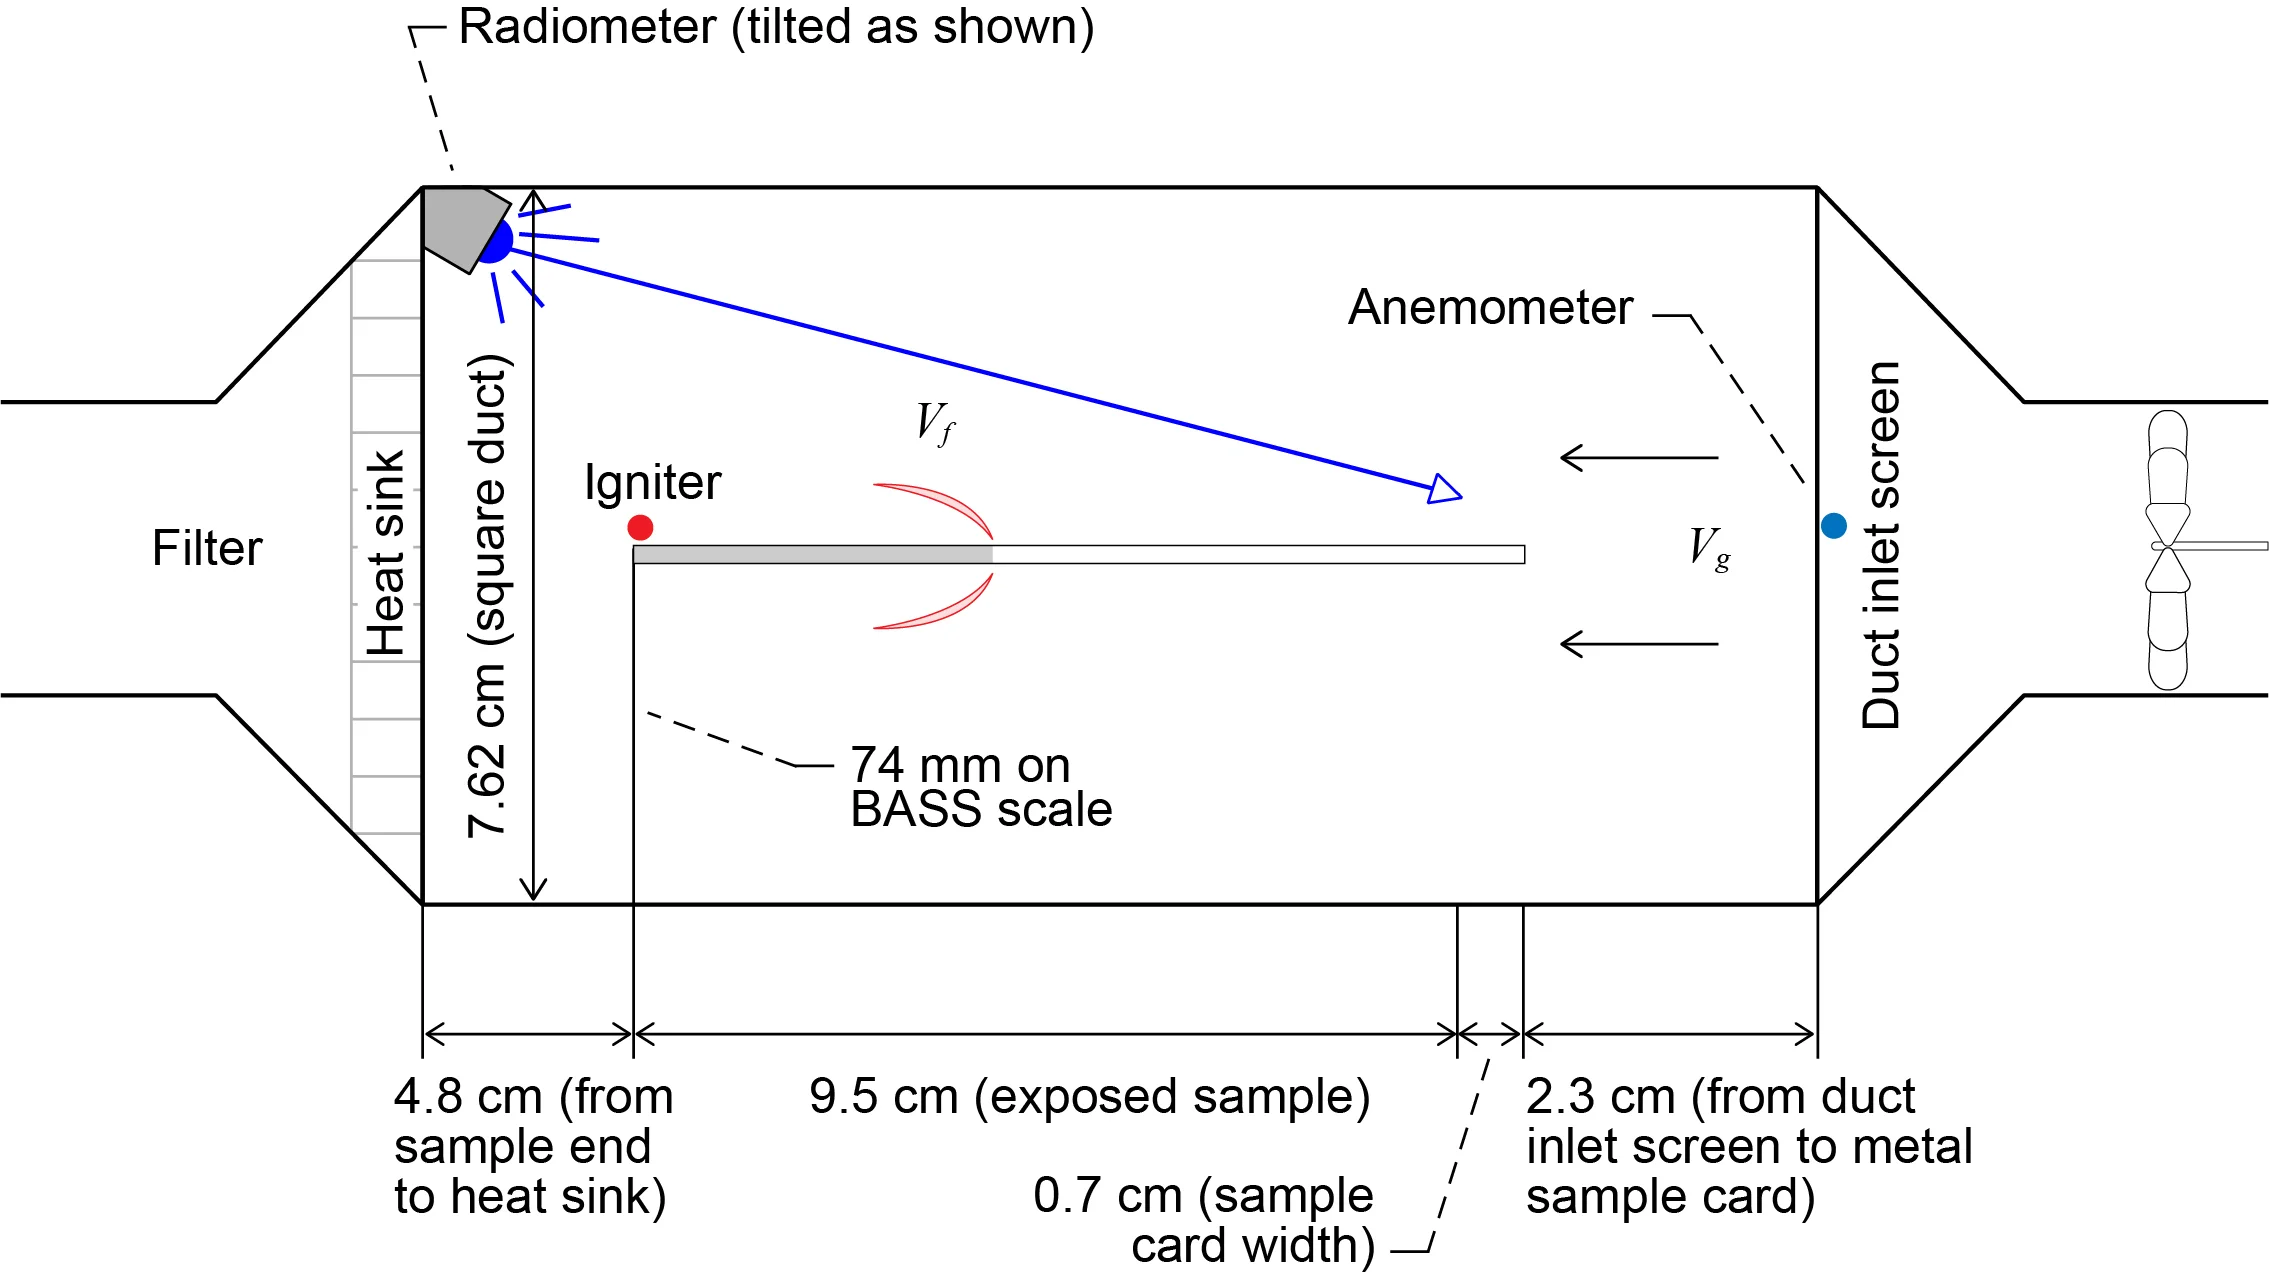 Radiometer (tilted as shown)
Anemometer
V_f
Igniter
V_g
Filter
Heat sink
7.62 cm (square duct)
Duct inlet screen
74 mm on
BASS scale
4.8 cm (from
sample end
to heat sink)
9.5 cm (exposed sample)
0.7 cm (sample
card width)
2.3 cm (from duct
inlet screen to metal
sample card)